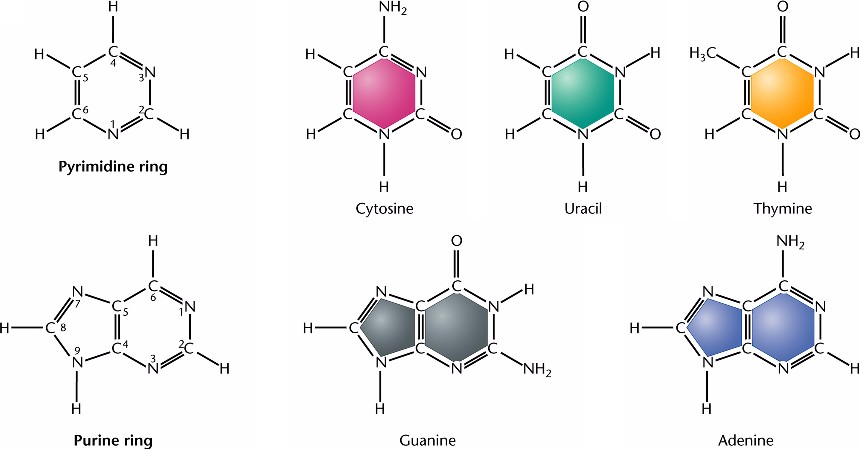 H
H
C
4
C
5
N
3
C
6
C
2
N
1
H
H
Pyrimidine ring
NH₂
H
C
C
N
C
C
N
H
O
H
Cytosine
O
H
C
C
N
H
C
C
N
H
O
H
Uracil
O
H₃C
C
C
N
H
C
C
N
H
O
H
Thymine
H
N
7
C
6
C
5
N
1
H
C
8
C
4
C
2
N
9
N
3
H
H
Purine ring
O
N
C
C
N
H
H
C
C
C
N
N
NH₂
H
Guanine
NH₂
N
C
C
N
H
C
C
C
N
N
H
H
Adenine